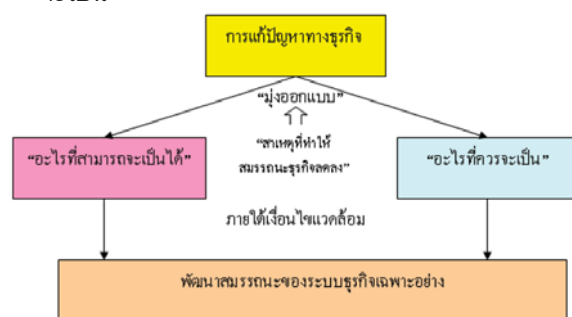 การแก้ปัญหาทางธุรกิจ
“มุ่งออกแบบ”
“สาเหตุที่ทำให้
สมรรถนะธุรกิจลดลง”
“อะไรที่สามารถจะเป็นได้”
“อะไรที่ควรจะเป็น”
ภายใต้เงื่อนไขแวดล้อม
พัฒนาสมรรถนะของระบบธุรกิจเฉพาะอย่าง